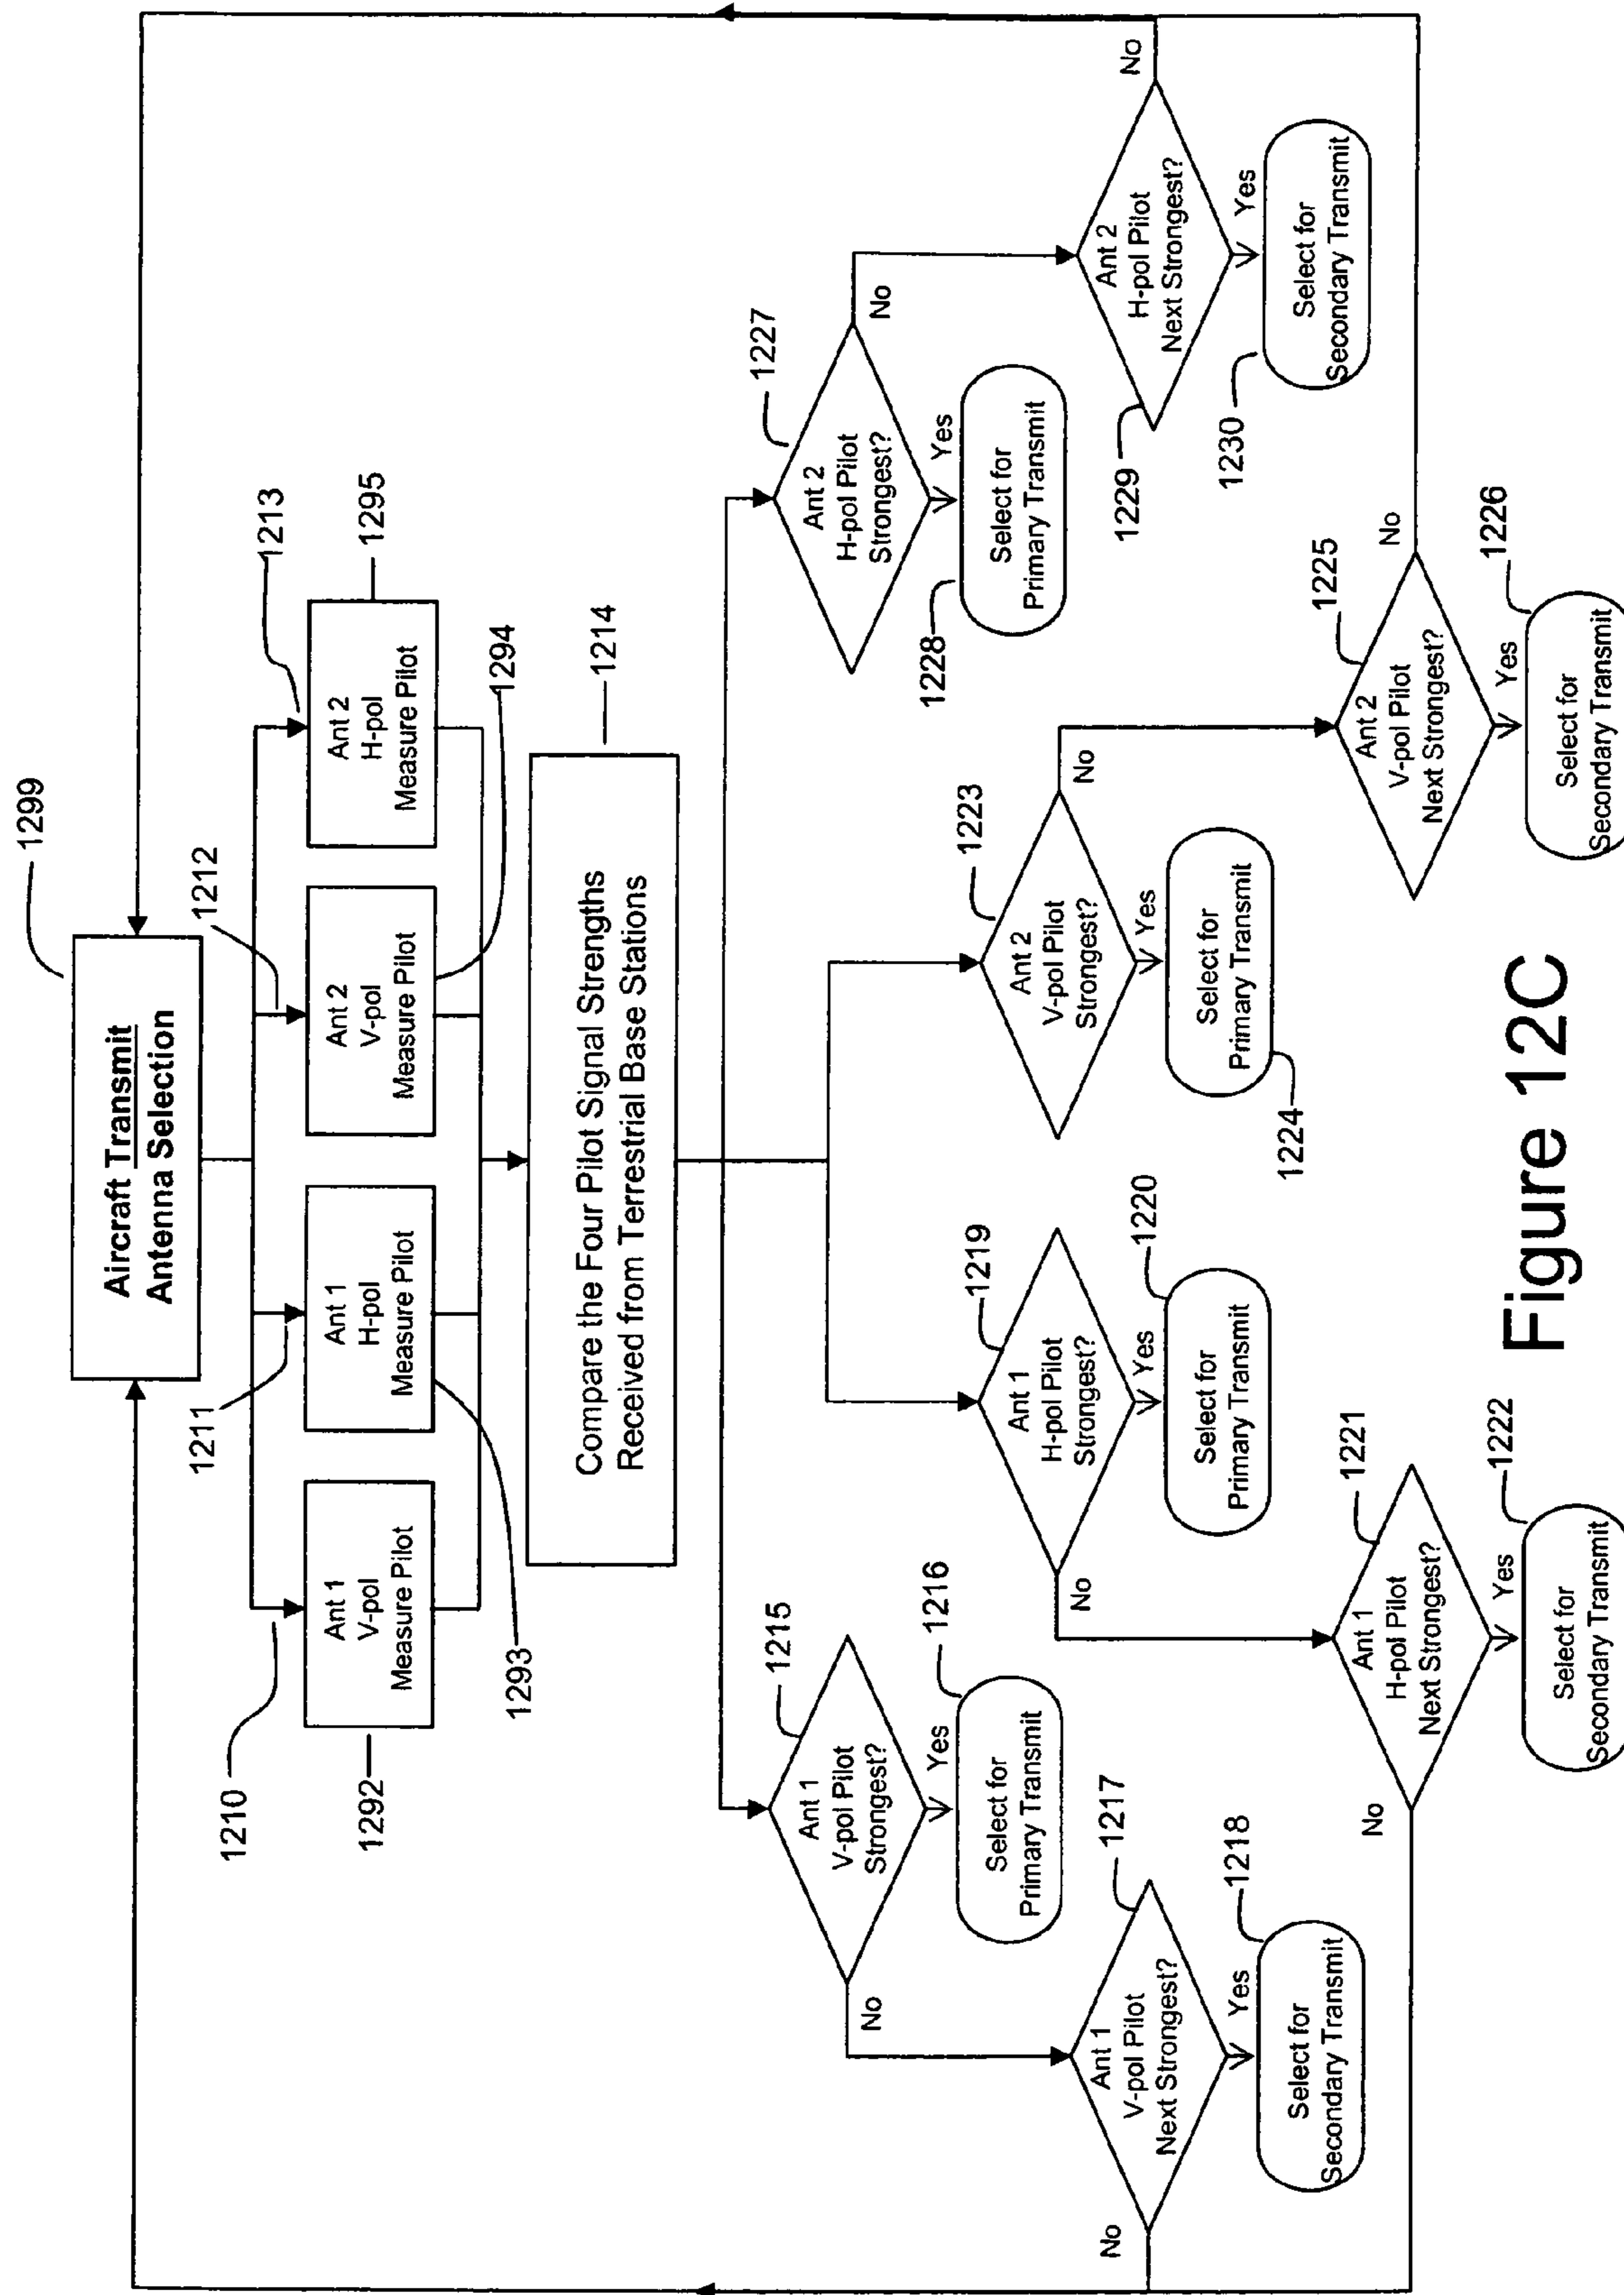 1299
Aircraft Transmit
Antenna Selection
1210
1211
1212
1213
Ant 1
V-pol
Measure Pilot
Ant 1
H-pol
Measure Pilot
Ant 2
V-pol
Measure Pilot
Ant 2
H-pol
Measure Pilot
1292
1293
1294
1295
Compare the Four Pilot Signal Strengths
Received from Terrestrial Base Stations
1214
1215
Ant 1
V-pol Pilot
Strongest?
No
Yes
1216
Select for
Primary Transmit
1217
Ant 1
V-pol Pilot
Next Strongest?
No
Yes
1218
Select for
Secondary Transmit
1219
Ant 1
H-pol Pilot
Strongest?
No
Yes
1220
Select for
Primary Transmit
1221
Ant 1
H-pol Pilot
Next Strongest?
No
Yes
1222
Select for
Secondary Transmit
1223
Ant 2
V-pol Pilot
Strongest?
No
Yes
1224
Select for
Primary Transmit
1225
Ant 2
V-pol Pilot
Next Strongest?
No
Yes
1226
Select for
Secondary Transmit
1227
Ant 2
H-pol Pilot
Strongest?
No
Yes
1228
Select for
Primary Transmit
1229
Ant 2
H-pol Pilot
Next Strongest?
No
Yes
1230
Select for
Secondary Transmit
Figure 12C